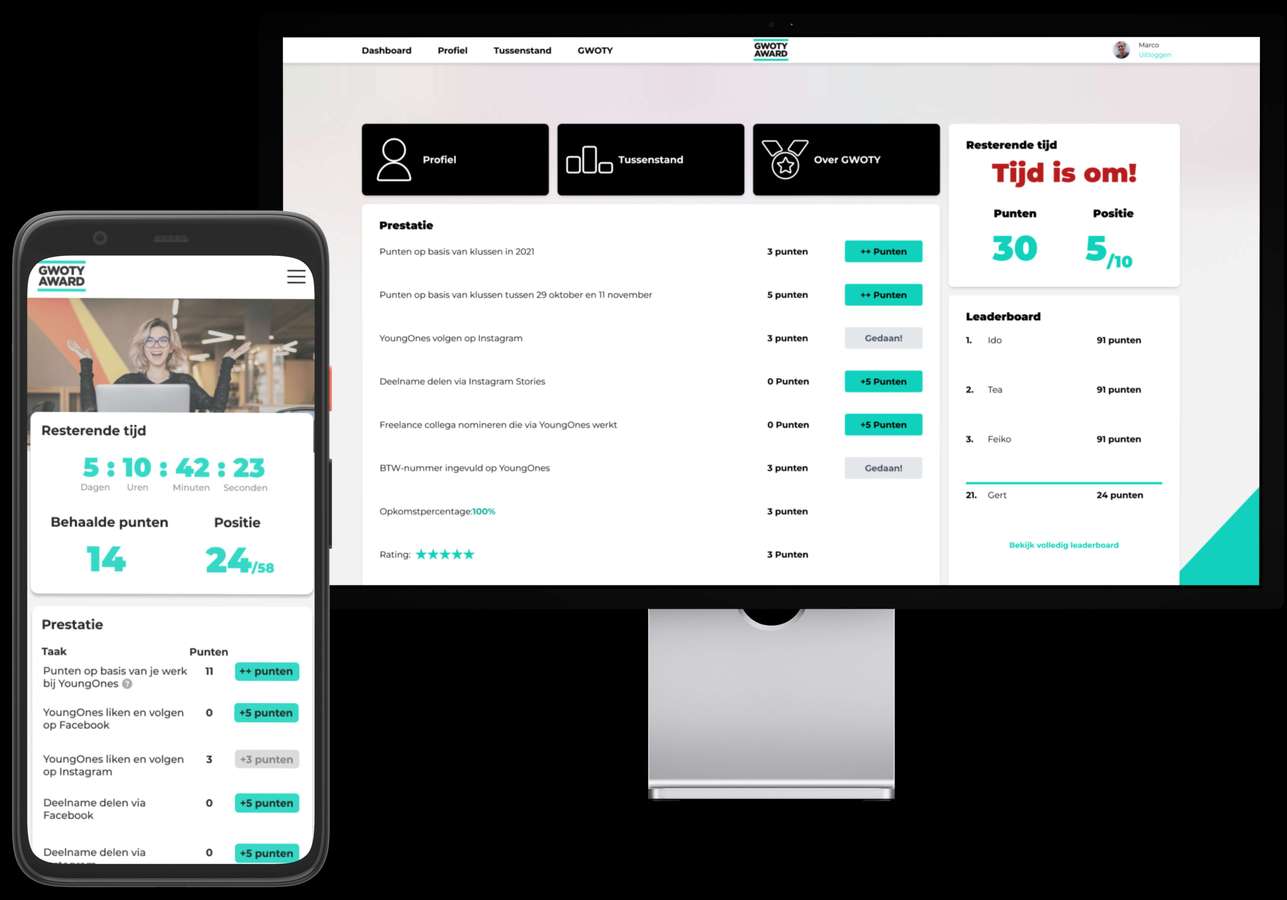 Dashboard Profiel Tussenstand GWOTY
GWOTY
AWARD
Marco
Uitloggen
Profiel
Tussenstand
Over GWOTY
Prestatie
Punten op basis van klussen in 2021 3 punten ++ Punten
Punten op basis van klussen tussen 29 oktober en 11 november 5 punten ++ Punten
YoungOnes volgen op Instagram 3 punten Gedaan!
Deelname delen via Instagram Stories 0 Punten +5 Punten
Freelance collega nomineren die via YoungOnes werkt 0 Punten +5 Punten
BTW-nummer ingevuld op YoungOnes 3 punten Gedaan!
Opkomstpercentage:100% 3 punten
Rating: ★★★★★ 3 Punten
Resterende tijd
Tijd is om!
Punten Positie
30 5/10
Leaderboard
1. Ido 91 punten
2. Tea 91 punten
3. Feiko 91 punten
21. Gert 24 punten
Bekijk volledig leaderboard
GWOTY
AWARD
Resterende tijd
5 : 10 : 42 : 23
Dagen Uren Minuten Seconden
Behaalde punten Positie
14 24/58
Prestatie
Taak Punten
Punten op basis van je werk 11 ++ punten
bij YoungOnes ?
YoungOnes liken en volgen 0 +5 punten
op Facebook
YoungOnes liken en volgen 3 +3 punten
op Instagram
Deelname delen via 0 +5 punten
Facebook
Deelname delen via 0 +5 punten